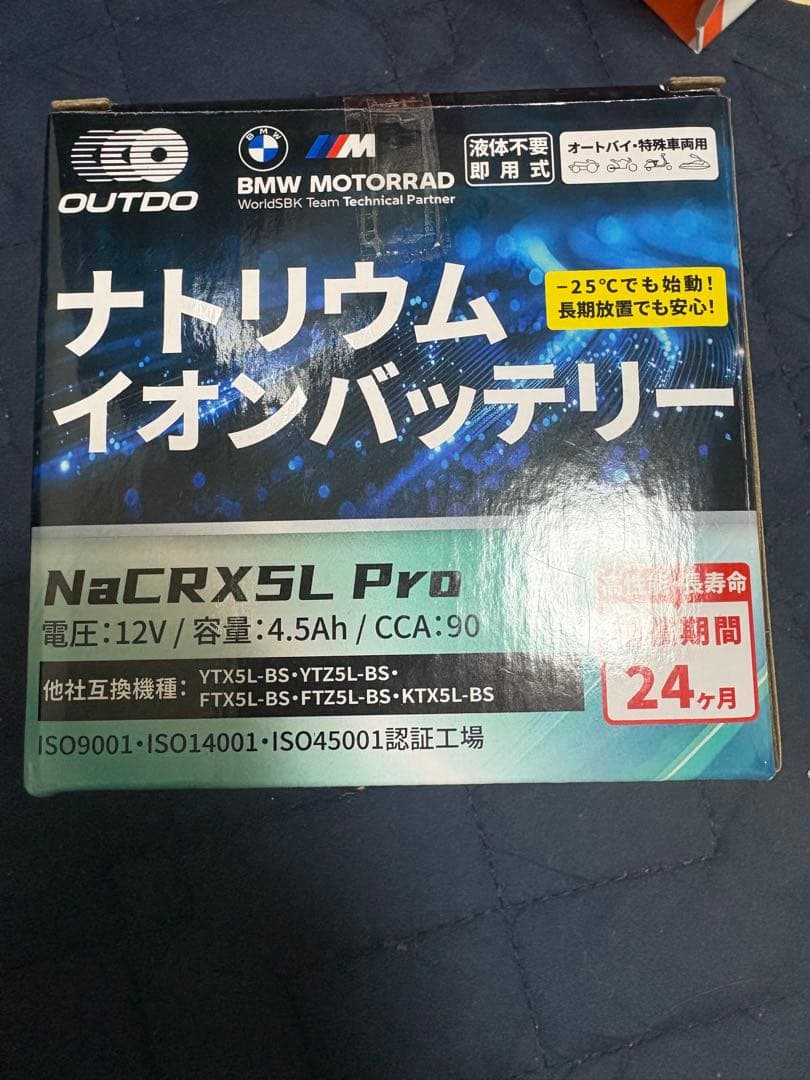 OUTDO
BMW
M
BMW MOTORRAD
WorldSBK Team Technical Partner
液体不要
即用式
オートバイ・特殊車両用
ナトリウム
イオンバッテリー
-25℃でも始動!
長期放置でも安心!
NaCRX5L Pro
電圧:12V / 容量:4.5Ah / CCA:90
他社互換機種: YTX5L-BS・YTZ5L-BS・
FTX5L-BS・FTZ5L-BS・KTX5L-BS
ISO9001・ISO14001・ISO45001認証工場
長寿命
期間
24ヶ月